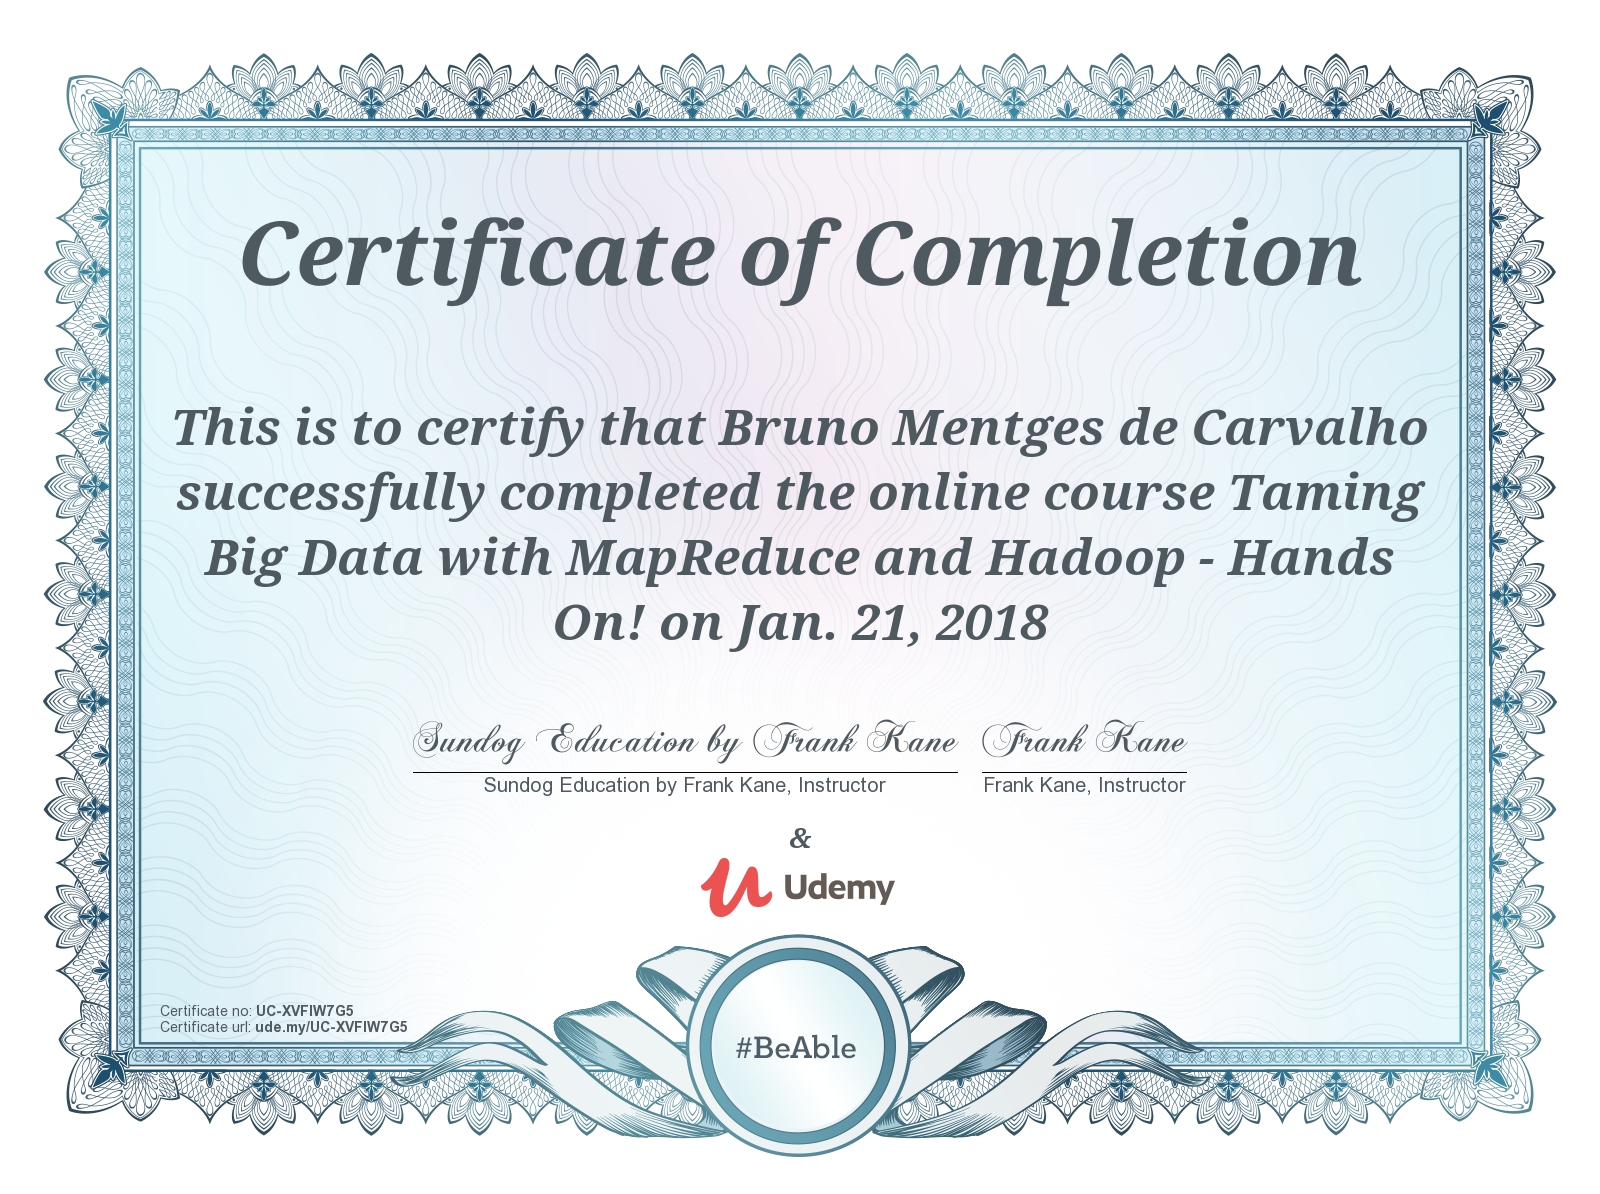 Certificate of Completion
This is to certify that Bruno Mentges de Carvalho
successfully completed the online course Taming
Big Data with MapReduce and Hadoop - Hands
On! on Jan. 21, 2018
Sundog Education by Frank Kane Frank Kane
Sundog Education by Frank Kane, Instructor Frank Kane, Instructor
&
Udemy
Certificate no: UC-XVFIW7G5
Certificate url: ude.my/UC-XVFIW7G5
#BeAble